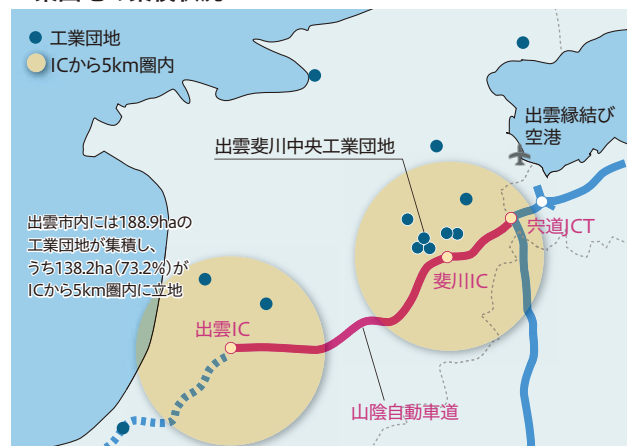 工業団地
ICから5km圏内
出雲縁結び
空港
出雲斐川中央工業団地
出雲市内には188.9haの
工業団地が集積し、
うち138.2ha(73.2%)が
ICから5km圏内に立地
宍道JCT
斐川IC
出雲IC
山陰自動車道